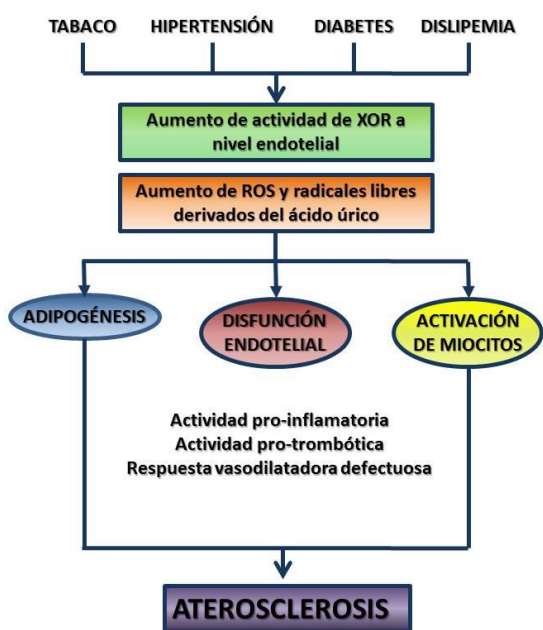 TABACO HIPERTENSIÓN DIABETES DISLIPEMIA
Aumento de actividad de XOR a
nivel endotelial
Aumento de ROS y radicales libres
derivados del ácido úrico
ADIPOGÉNESIS
DISFUNCIÓN
ENDOTELIAL
ACTIVACIÓN
DE MIOCITOS
Actividad pro-inflamatoria
Actividad pro-trombótica
Respuesta vasodilatadora defectuosa
ATEROSCLEROSIS